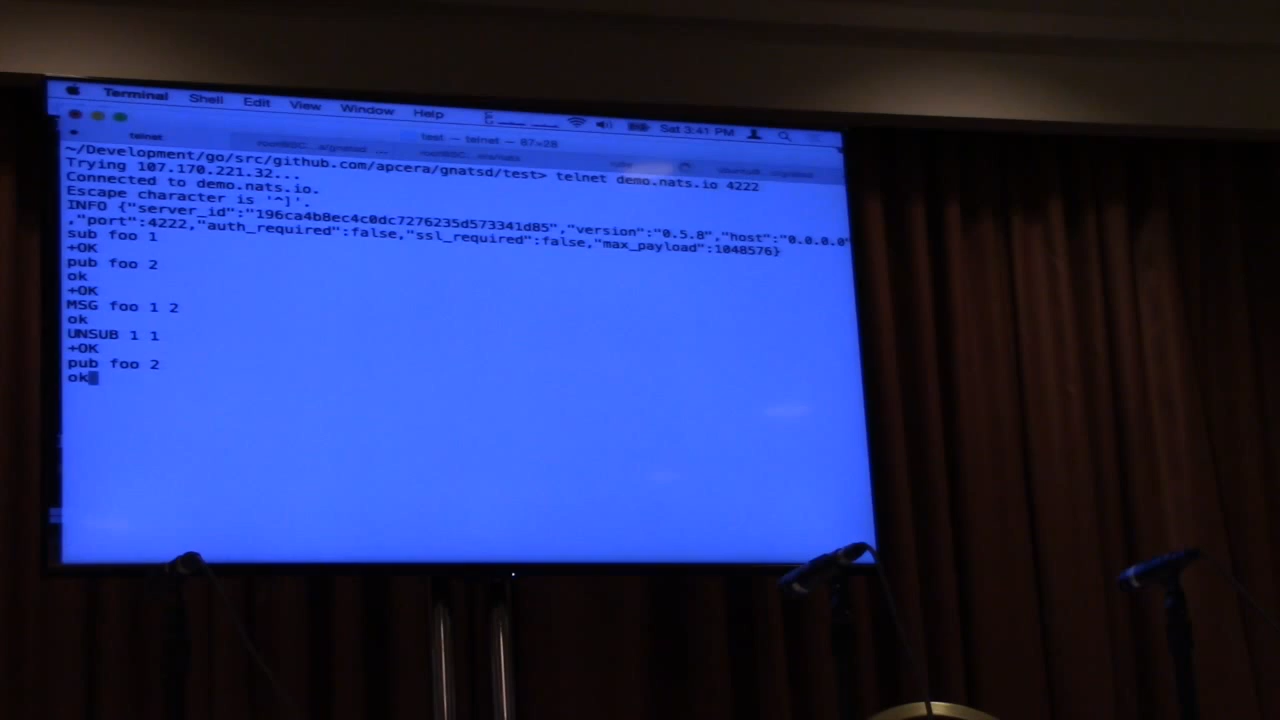 Terminal Shell Edit View Window Help Sat 3:41 PM
test — telnet — 87×28
telnet
~/Development/go/src/github.com/apcera/gnatsd/test> telnet demo.nats.io 4222
Trying 107.170.221.32...
Connected to demo.nats.io.
Escape character is '^]'.
INFO {"server_id":"196ca4b8ec4c0dc7276235d573341d85","version":"0.5.8","host":"0.0.0.0"
,"port":4222,"auth_required":false,"ssl_required":false,"max_payload":1048576}
sub foo 1
+OK
pub foo 2
ok
+OK
MSG foo 1 2
ok
UNSUB 1 1
+OK
pub foo 2
ok